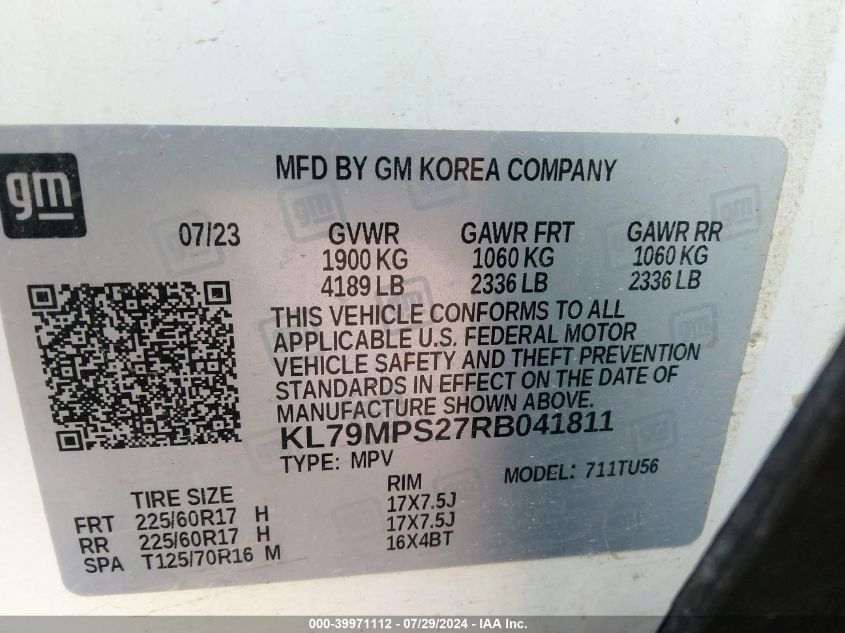 gm
MFD BY GM KOREA COMPANY
07/23 GVWR GAWR FRT GAWR RR
1900 KG 1060 KG 1060 KG
4189 LB 2336 LB 2336 LB
THIS VEHICLE CONFORMS TO ALL
APPLICABLE U.S. FEDERAL MOTOR
VEHICLE SAFETY AND THEFT PREVENTION
STANDARDS IN EFFECT ON THE DATE OF
MANUFACTURE SHOWN ABOVE.
KL79MPS27RB041811
TYPE: MPV MODEL: 711TU56
TIRE SIZE RIM
FRT 225/60R17 H 17X7.5J
RR 225/60R17 H 17X7.5J
SPA T125/70R16 M 16X4BT
000-39971112 - 07/29/2024 - IAA Inc.